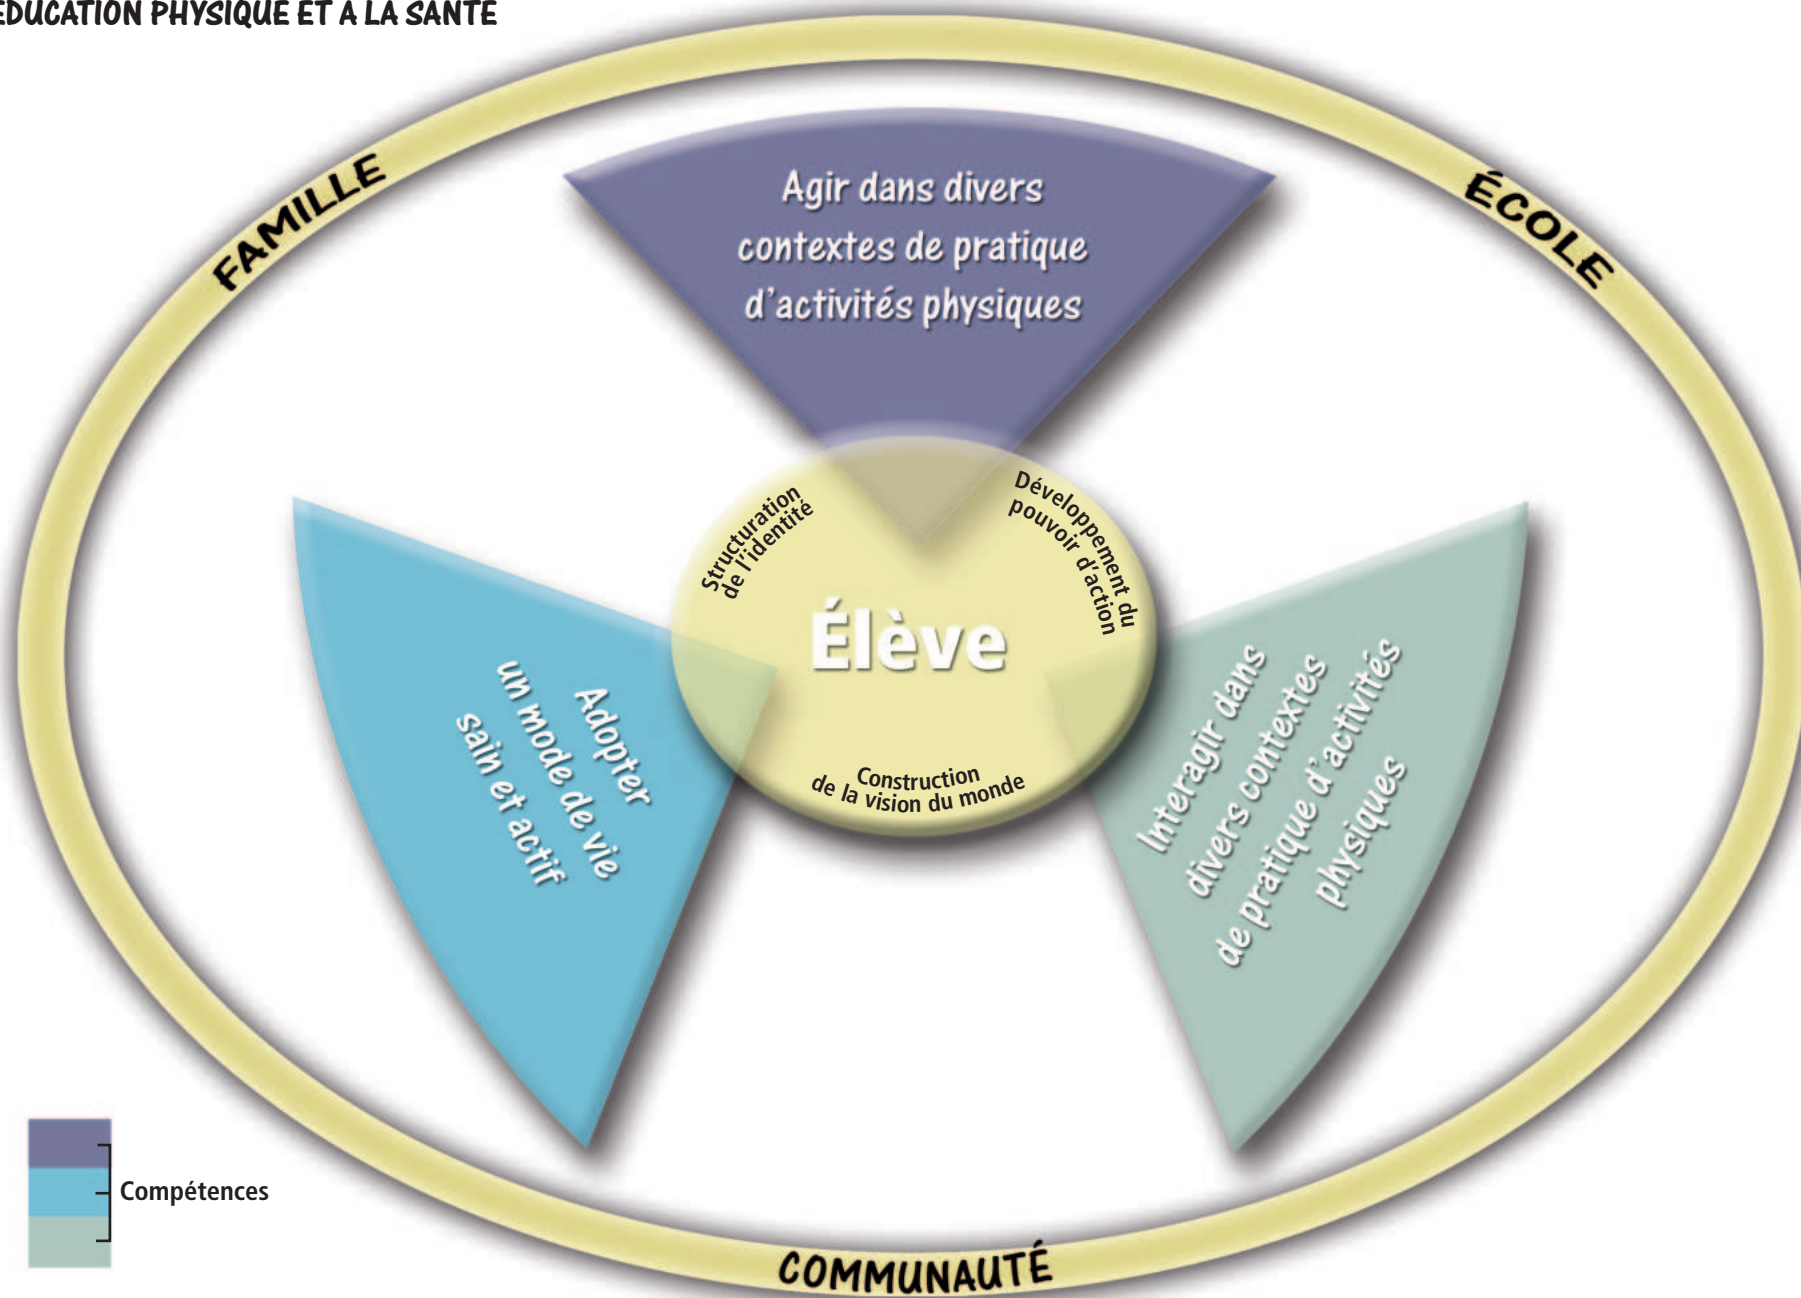 ÉDUCATION PHYSIQUE ET À LA SANTÉ
FAMILLE
ÉCOLE
Agir dans divers
contextes de pratique
d'activités physiques
Structuration
de l'identité
Développement du
pouvoir d'action
Élève
Construction
de la vision du monde
Adopter
un mode de vie
sain et actif
Interagir dans
divers contextes
de pratique d'activités
physiques
Compétences
COMMUNAUTÉ